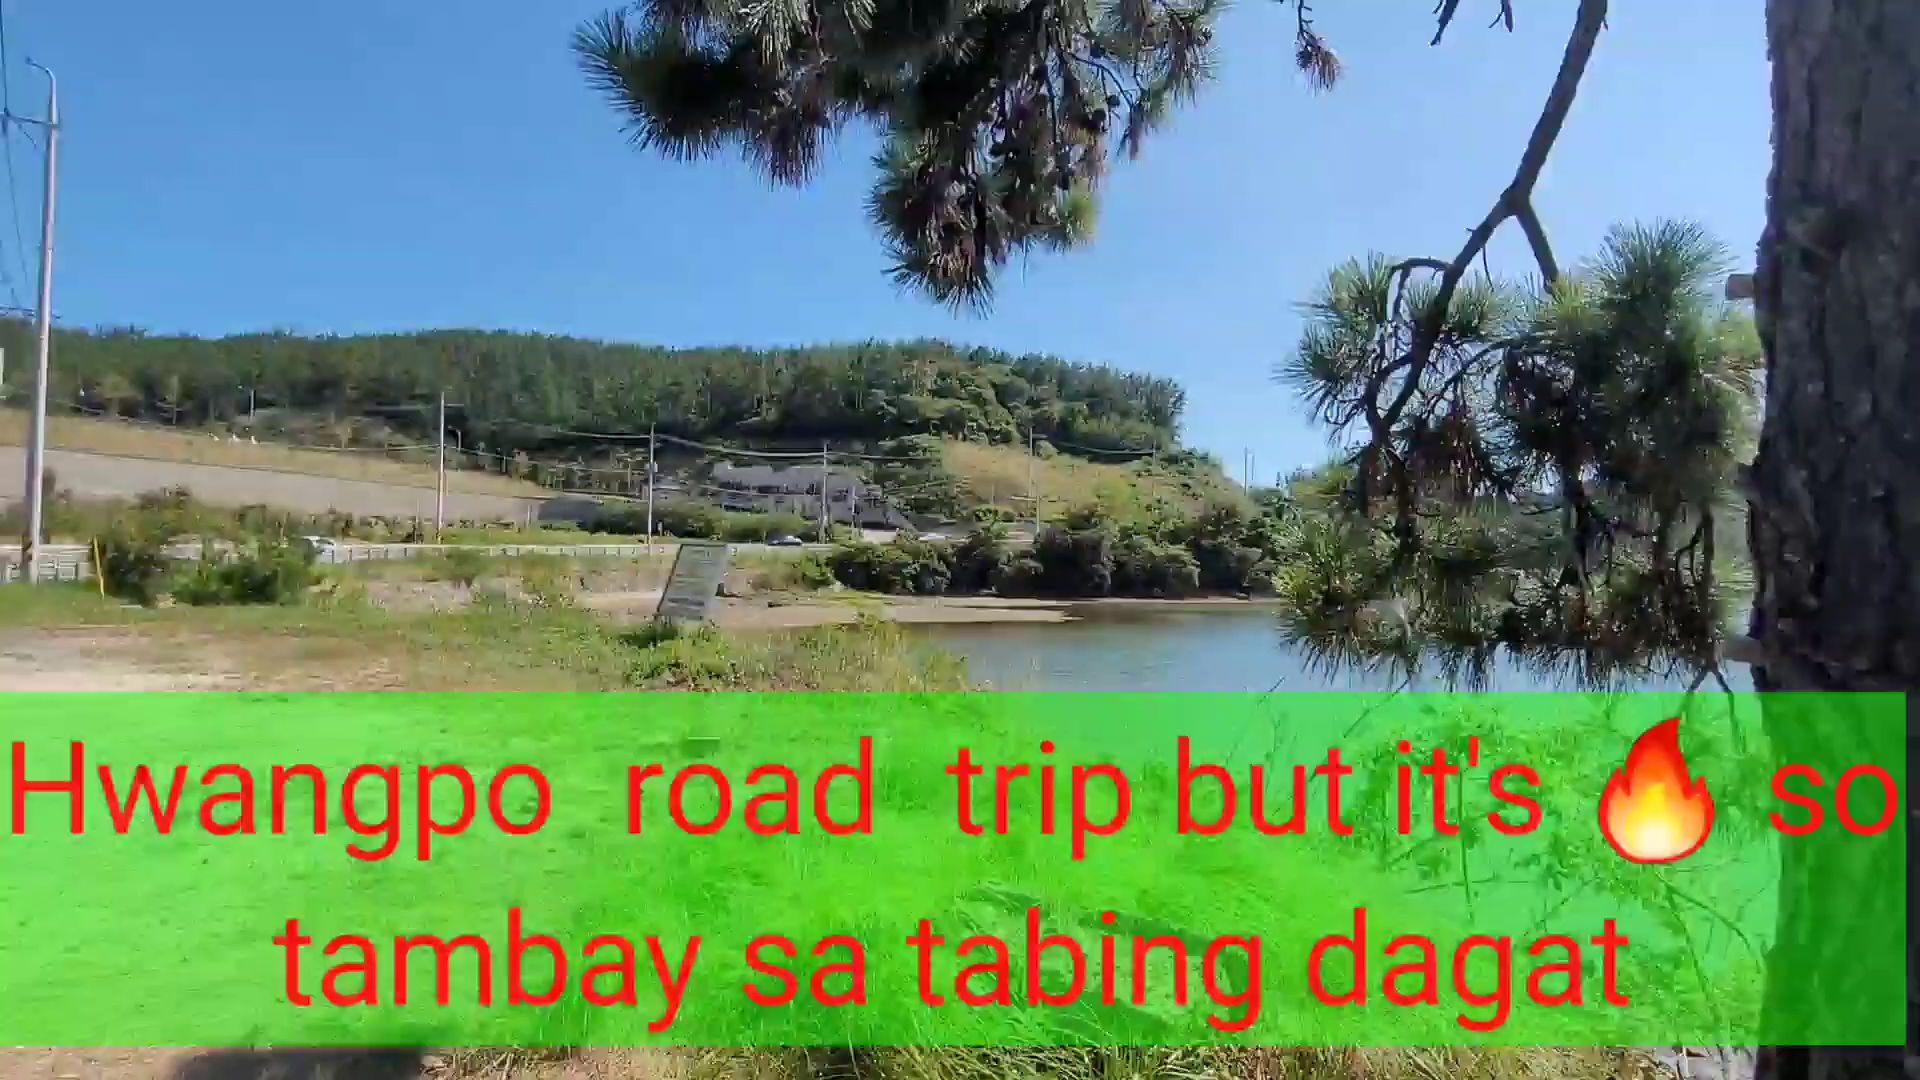 Hwangpo road trip but it's 🔥 so
tambay sa tabing dagat